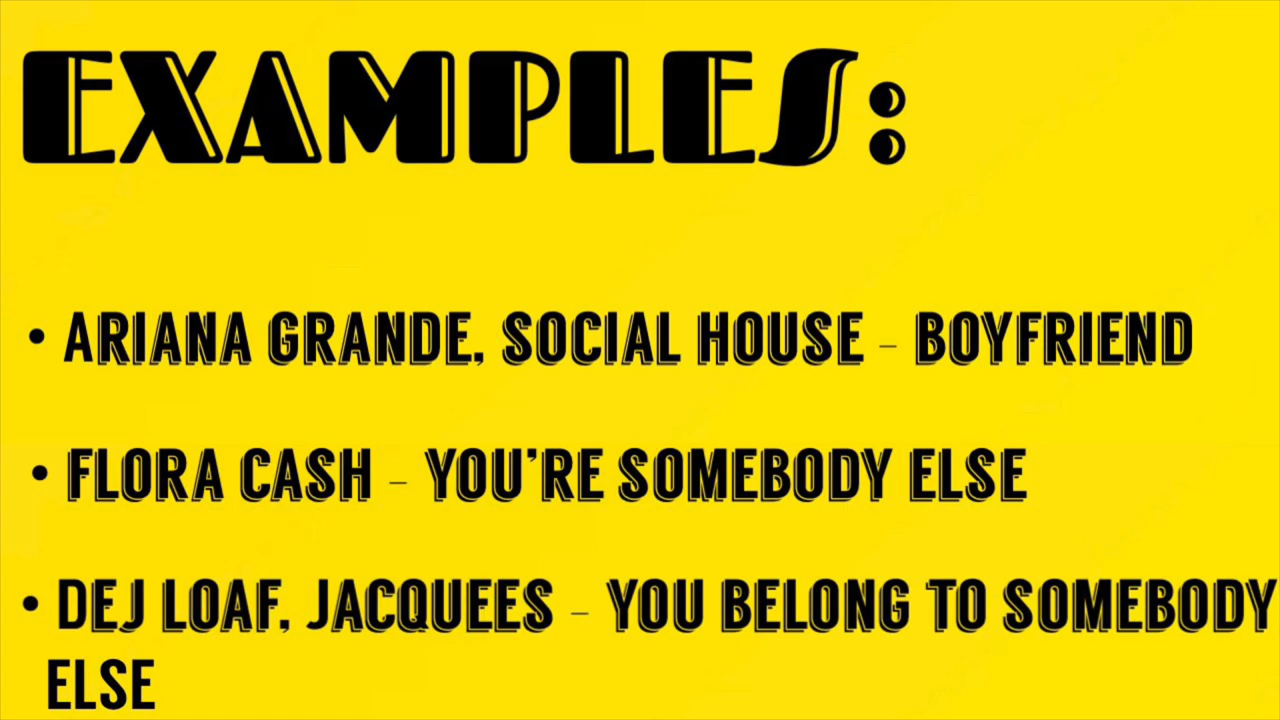 EXAMPLES:
• ARIANA GRANDE, SOCIAL HOUSE – BOYFRIEND
• FLORA CASH – YOU’RE SOMEBODY ELSE
• DEJ LOAF, JACQUEES – YOU BELONG TO SOMEBODY
ELSE